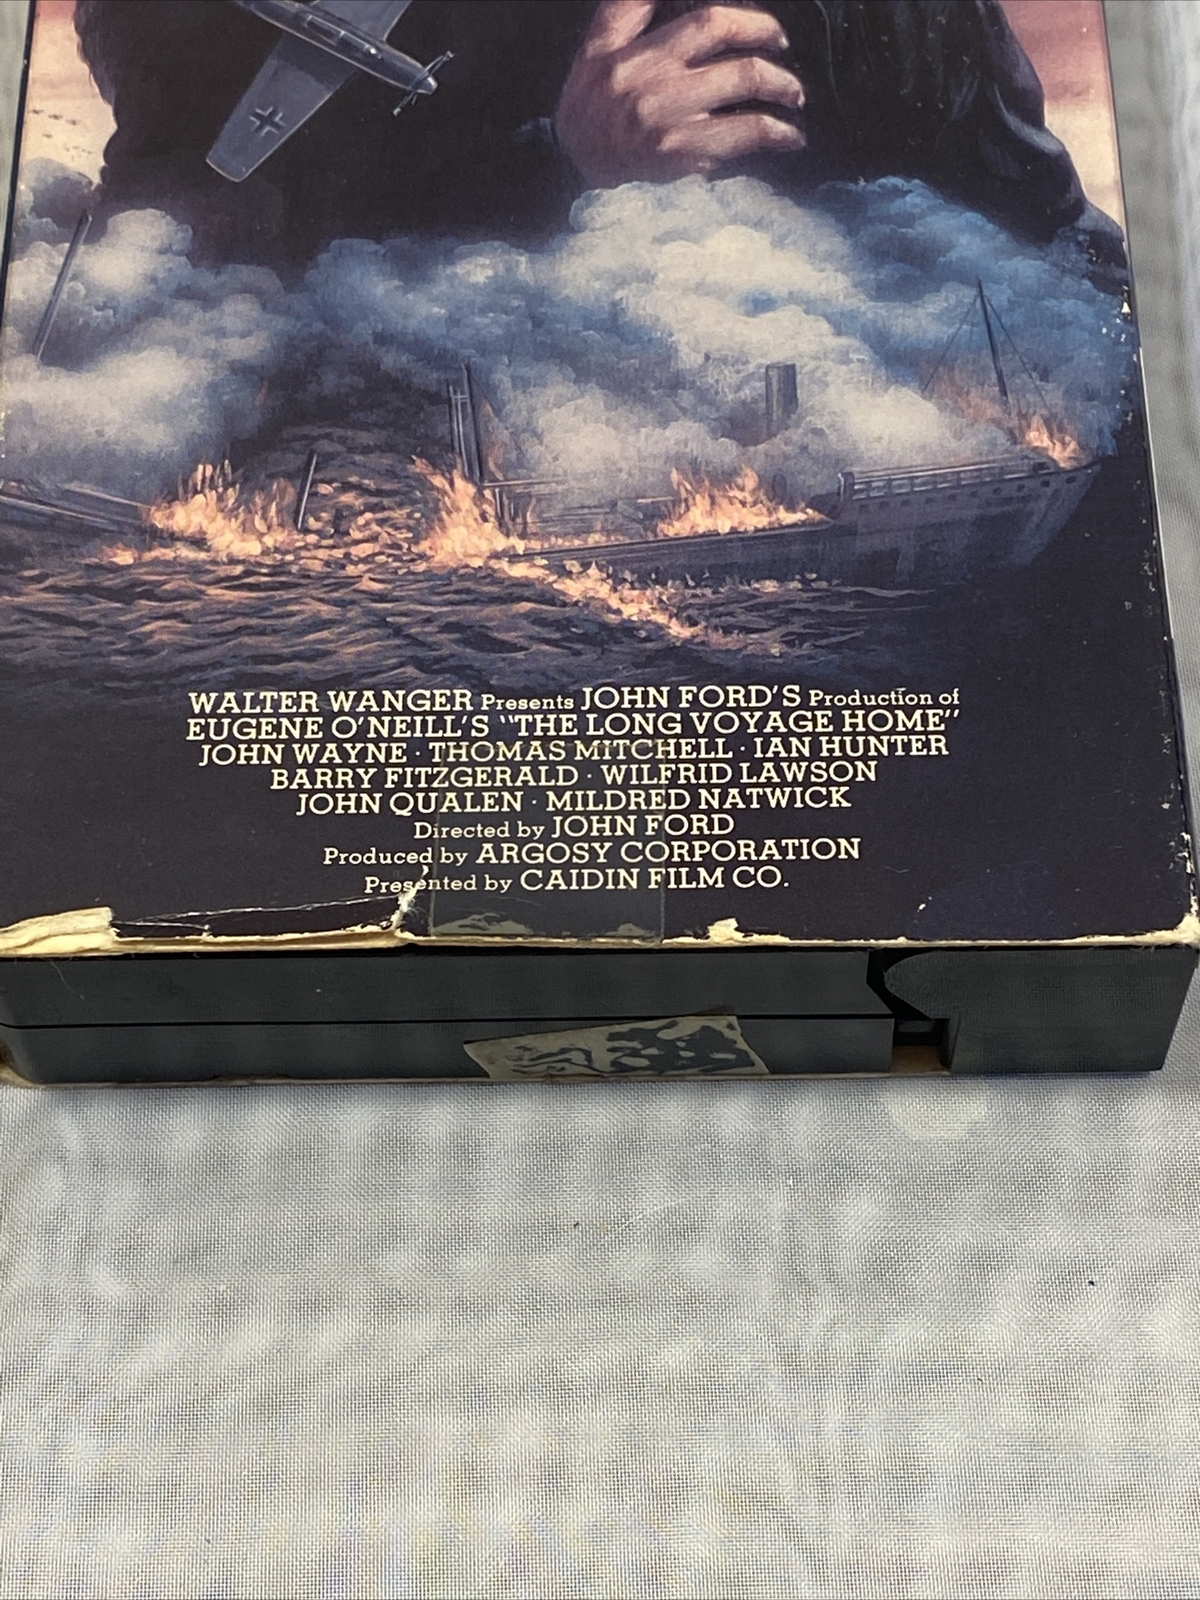 WALTER WANGER Presents JOHN FORD'S Production of
EUGENE O'NEILL'S "THE LONG VOYAGE HOME"
JOHN WAYNE · THOMAS MITCHELL · IAN HUNTER
BARRY FITZGERALD · WILFRID LAWSON
JOHN QUALEN · MILDRED NATWICK
Directed by JOHN FORD
Produced by ARGOSY CORPORATION
Presented by CAIDIN FILM CO.